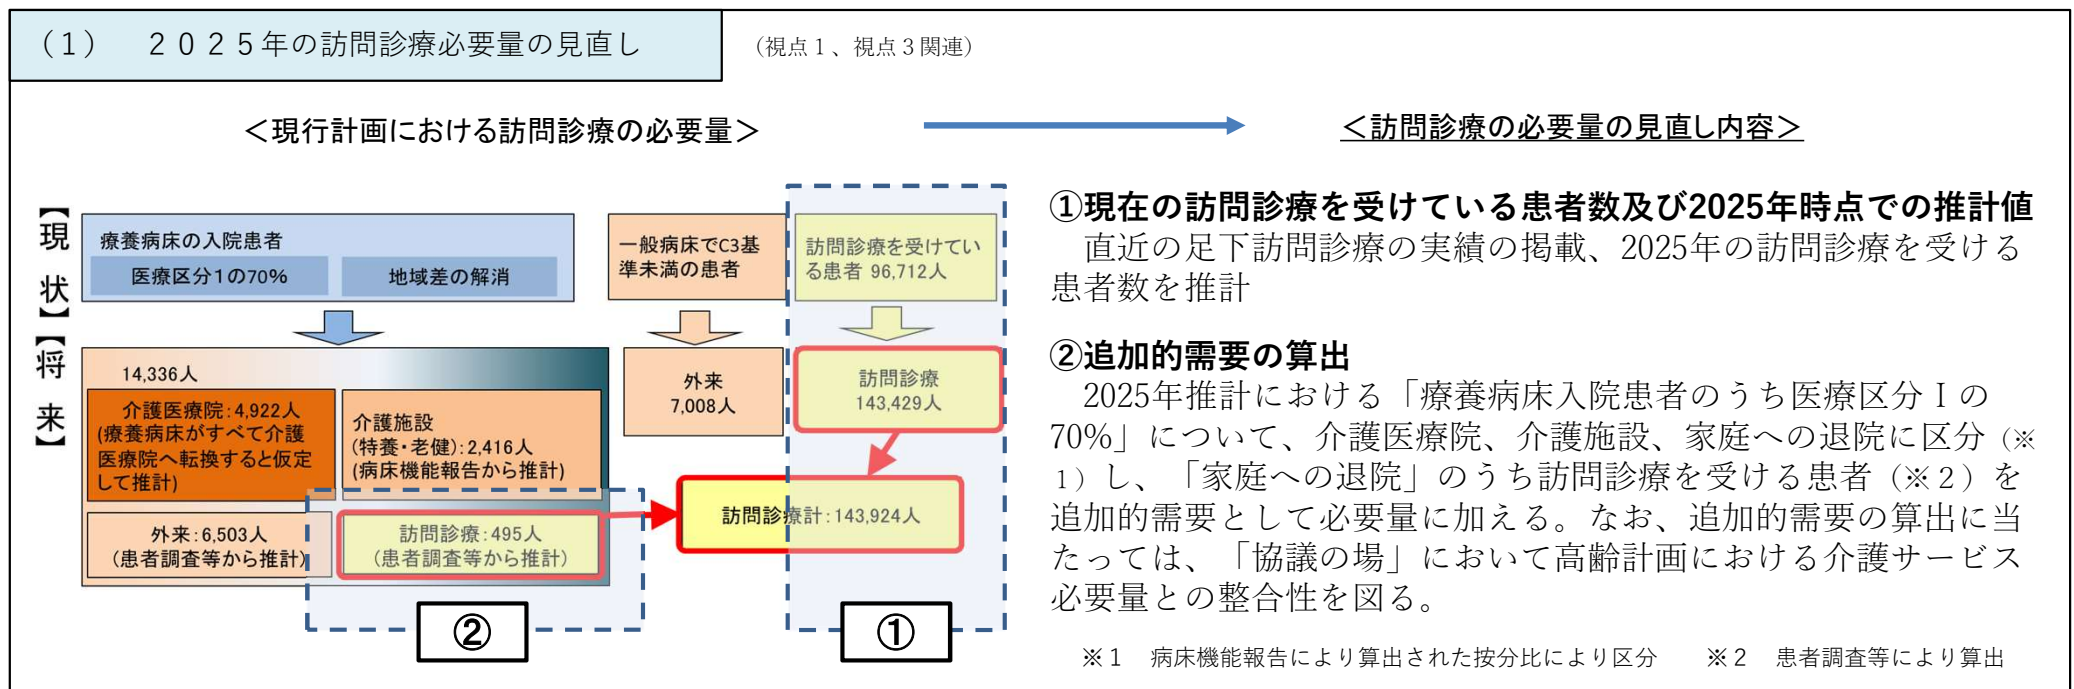 （１）　２０２５年の訪問診療必要量の見直し
（視点１、視点３関連）
＜現行計画における訪問診療の必要量＞
＜訪問診療の必要量の見直し内容＞
【現状】
【将来】
療養病床の入院患者
医療区分1の70%
地域差の解消
一般病床でC3基
準未満の患者
訪問診療を受けてい
る患者 96,712人
14,336人
介護医療院：4,922人
(療養病床がすべて介護
医療院へ転換すると仮定
して推計)
介護施設
(特養・老健)：2,416人
(病床機能報告から推計)
外来：6,503人
(患者調査等から推計)
訪問診療：495人
(患者調査等から推計)
外来
7,008人
訪問診療
143,429人
訪問診療計：143,924人
②
①
①現在の訪問診療を受けている患者数及び2025年時点での推計値
　直近の足下訪問診療の実績の掲載、2025年の訪問診療を受ける
患者数を推計
②追加的需要の算出
　2025年推計における「療養病床入院患者のうち医療区分Ⅰの
70％」について、介護医療院、介護施設、家庭への退院に区分（※
１）し、「家庭への退院」のうち訪問診療を受ける患者（※２）を
追加的需要として必要量に加える。なお、追加的需要の算出に当
たっては、「協議の場」において高齢計画における介護サービス
必要量との整合性を図る。
※１　病床機能報告により算出された按分比により区分　　※２　患者調査等により算出